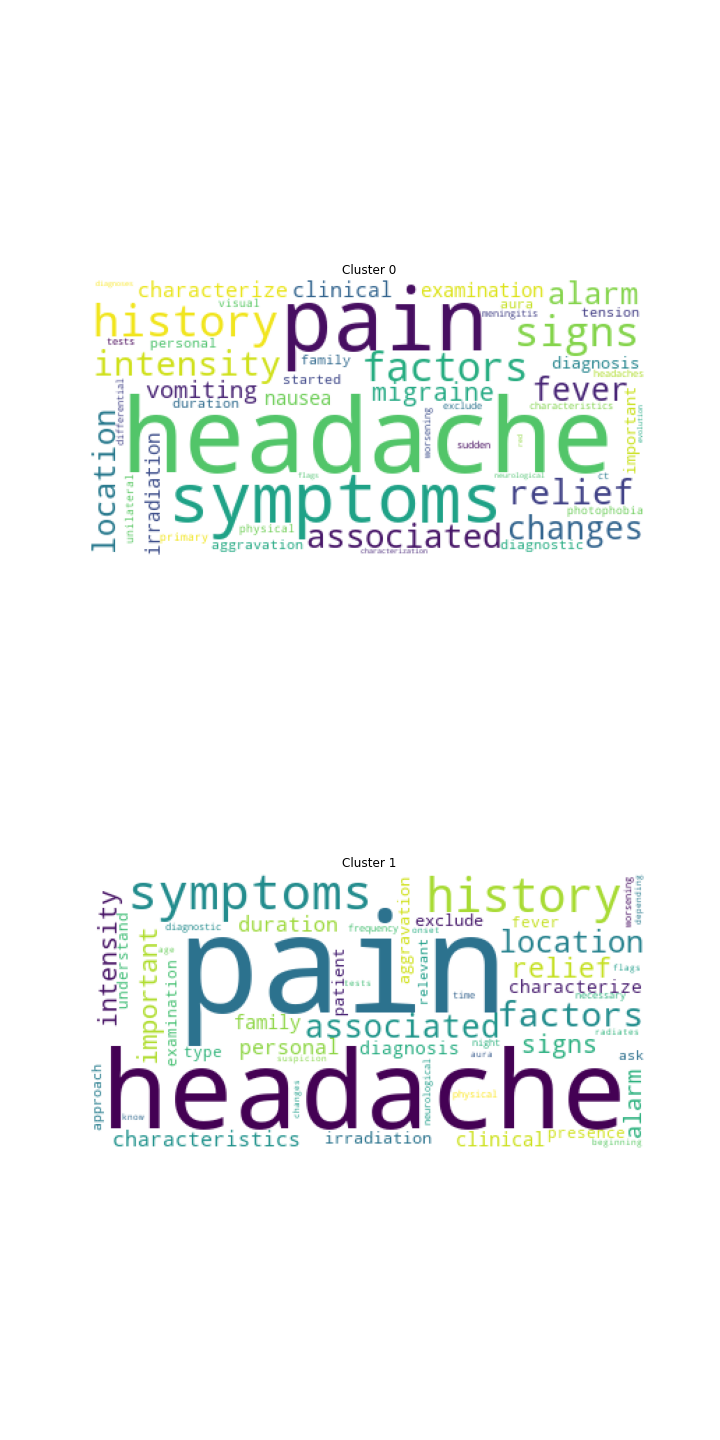 Cluster 0
diagnoses
characterize
clinical
examination
alarm
visual
aura
history
pain
meningitis
tension
signs
tests
personal
intensity
family
factors
diagnosis
started
headaches
vomiting
nausea
migraine
fever
duration
exclude
characteristics
important
evolution
differential
location
headache
worsening
sudden
red
irradiation
unilateral
flags
neurological
ct
symptoms
relief
photophobia
physical
primary
associated
changes
aggravation
diagnostic
characterization
Cluster 1
symptoms
history
worsening
depending
intensity
understand
diagnostic
duration
frequency
onset
aggravation
exclude
fever
pain
location
important
age
examination
patient
tests
relevant
relief
flags
characterize
time
necessary
family
associated
factors
radiates
type
personal
diagnosis
night
signs
suspicion
aura
ask
approach
headache
changes
neurological
physical
alarm
know
characteristics
irradiation
clinical
presence
beginning